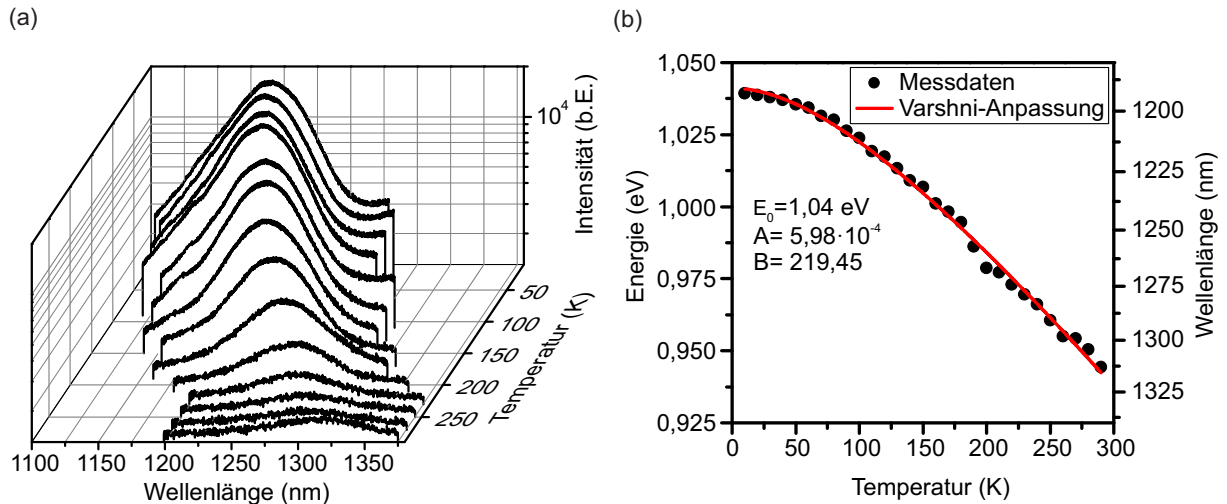 (a)
10⁴
Intensität (b.E.)
50
100
150
200
250
Temperatur (K)
1100 1150 1200 1250 1300 1350
Wellenlänge (nm)
(b)
1,050
1,025
1,000
0,975
0,950
0,925
Energie (eV)
Messdaten
Varshni-Anpassung
E₀=1,04 eV
A= 5,98·10⁻⁴
B= 219,45
1200
1225
1250
1275
1300
1325
Wellenlänge (nm)
0 50 100 150 200 250 300
Temperatur (K)